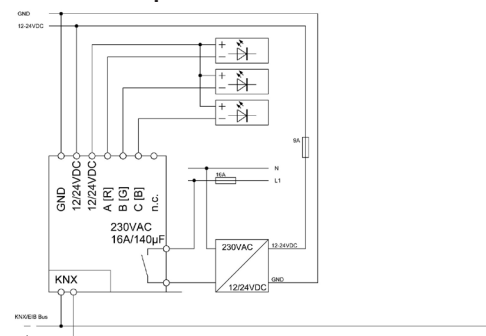 GND
12-24VDC
+
−
+
−
+
−
9A
N
16A
L1
GND
12/24VDC
12/24VDC
A [R]
B [G]
C [B]
n.c.
230VAC
16A/140µF
230VAC
12-24VDC
GND
12/24VDC
KNX
KNX/EIB Bus
+